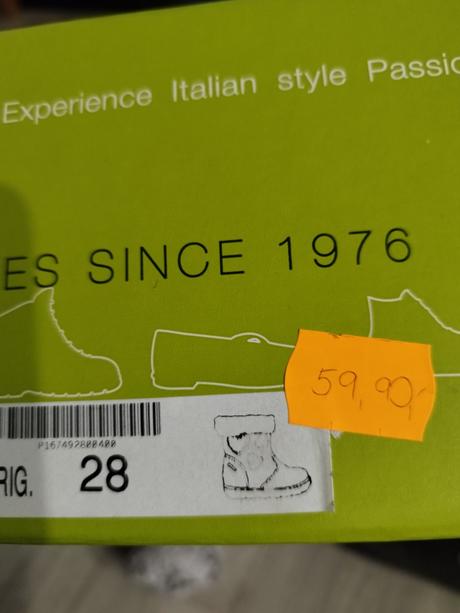 Experience Italian style Passio
ES SINCE 1976
59,90,-
P167492800400
RIG. 28